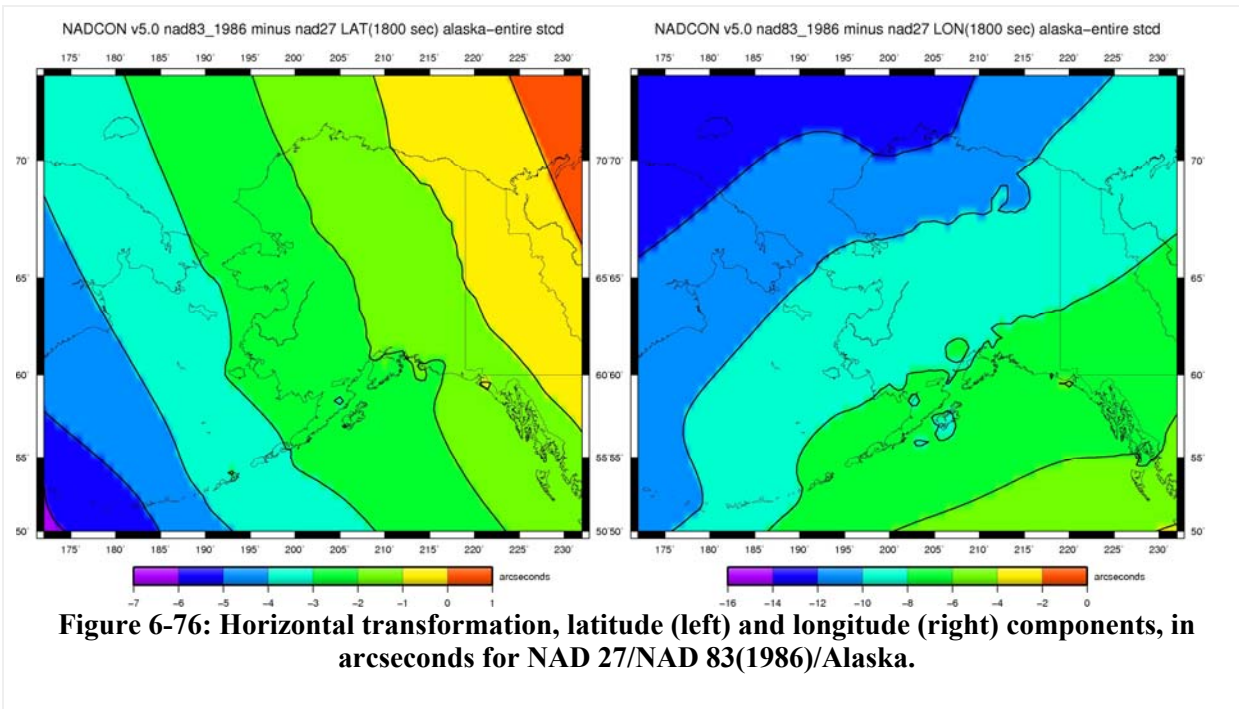 NADCON v5.0 nad83_1986 minus nad27 LAT(1800 sec) alaska−entire stcd
NADCON v5.0 nad83_1986 minus nad27 LON(1800 sec) alaska−entire stcd
175˚ 180˚ 185˚ 190˚ 195˚ 200˚ 205˚ 210˚ 215˚ 220˚ 225˚ 230˚
175˚ 180˚ 185˚ 190˚ 195˚ 200˚ 205˚ 210˚ 215˚ 220˚ 225˚ 230˚
70˚ 70˚ 70˚ 70˚
65˚ 65˚ 65˚ 65˚
60˚ 60˚ 60˚ 60˚
55˚ 55˚ 55˚ 55˚
50˚ 50˚ 50˚ 50˚
175˚ 180˚ 185˚ 190˚ 195˚ 200˚ 205˚ 210˚ 215˚ 220˚ 225˚ 230˚
175˚ 180˚ 185˚ 190˚ 195˚ 200˚ 205˚ 210˚ 215˚ 220˚ 225˚ 230˚
arcseconds
−7 −6 −5 −4 −3 −2 −1 0 1
arcseconds
−16 −14 −12 −10 −8 −6 −4 −2 0
Figure 6-76: Horizontal transformation, latitude (left) and longitude (right) components, in
arcseconds for NAD 27/NAD 83(1986)/Alaska.